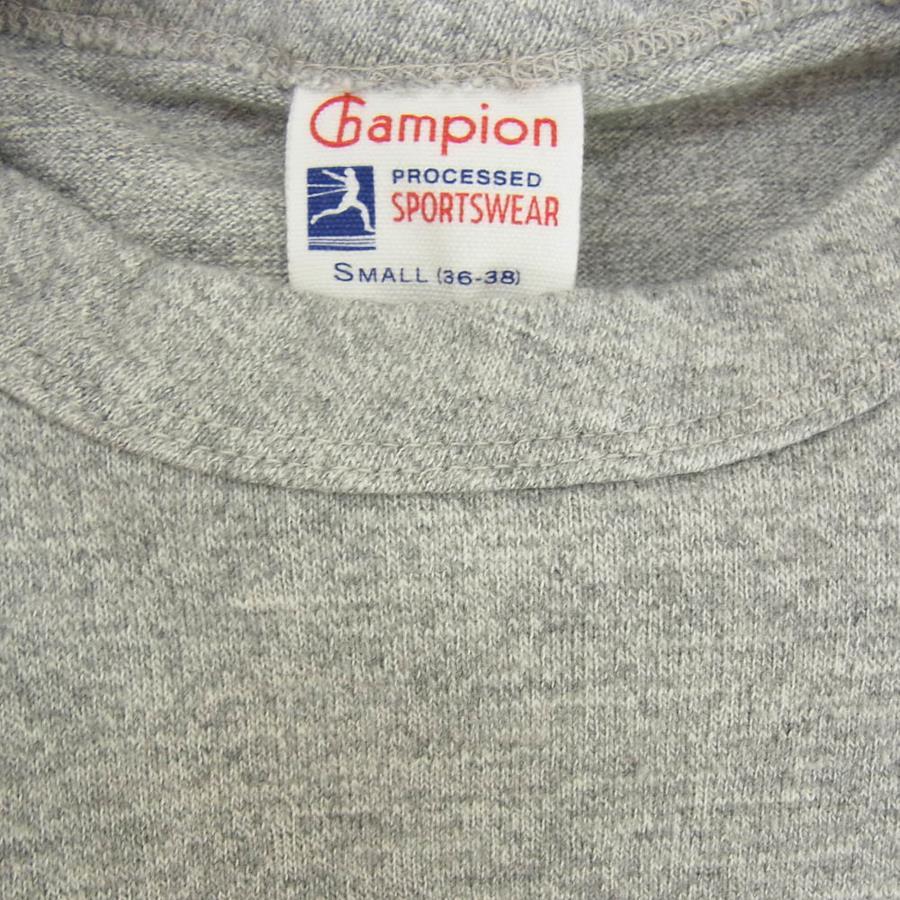 Champion
PROCESSED
SPORTSWEAR
SMALL (36-38)